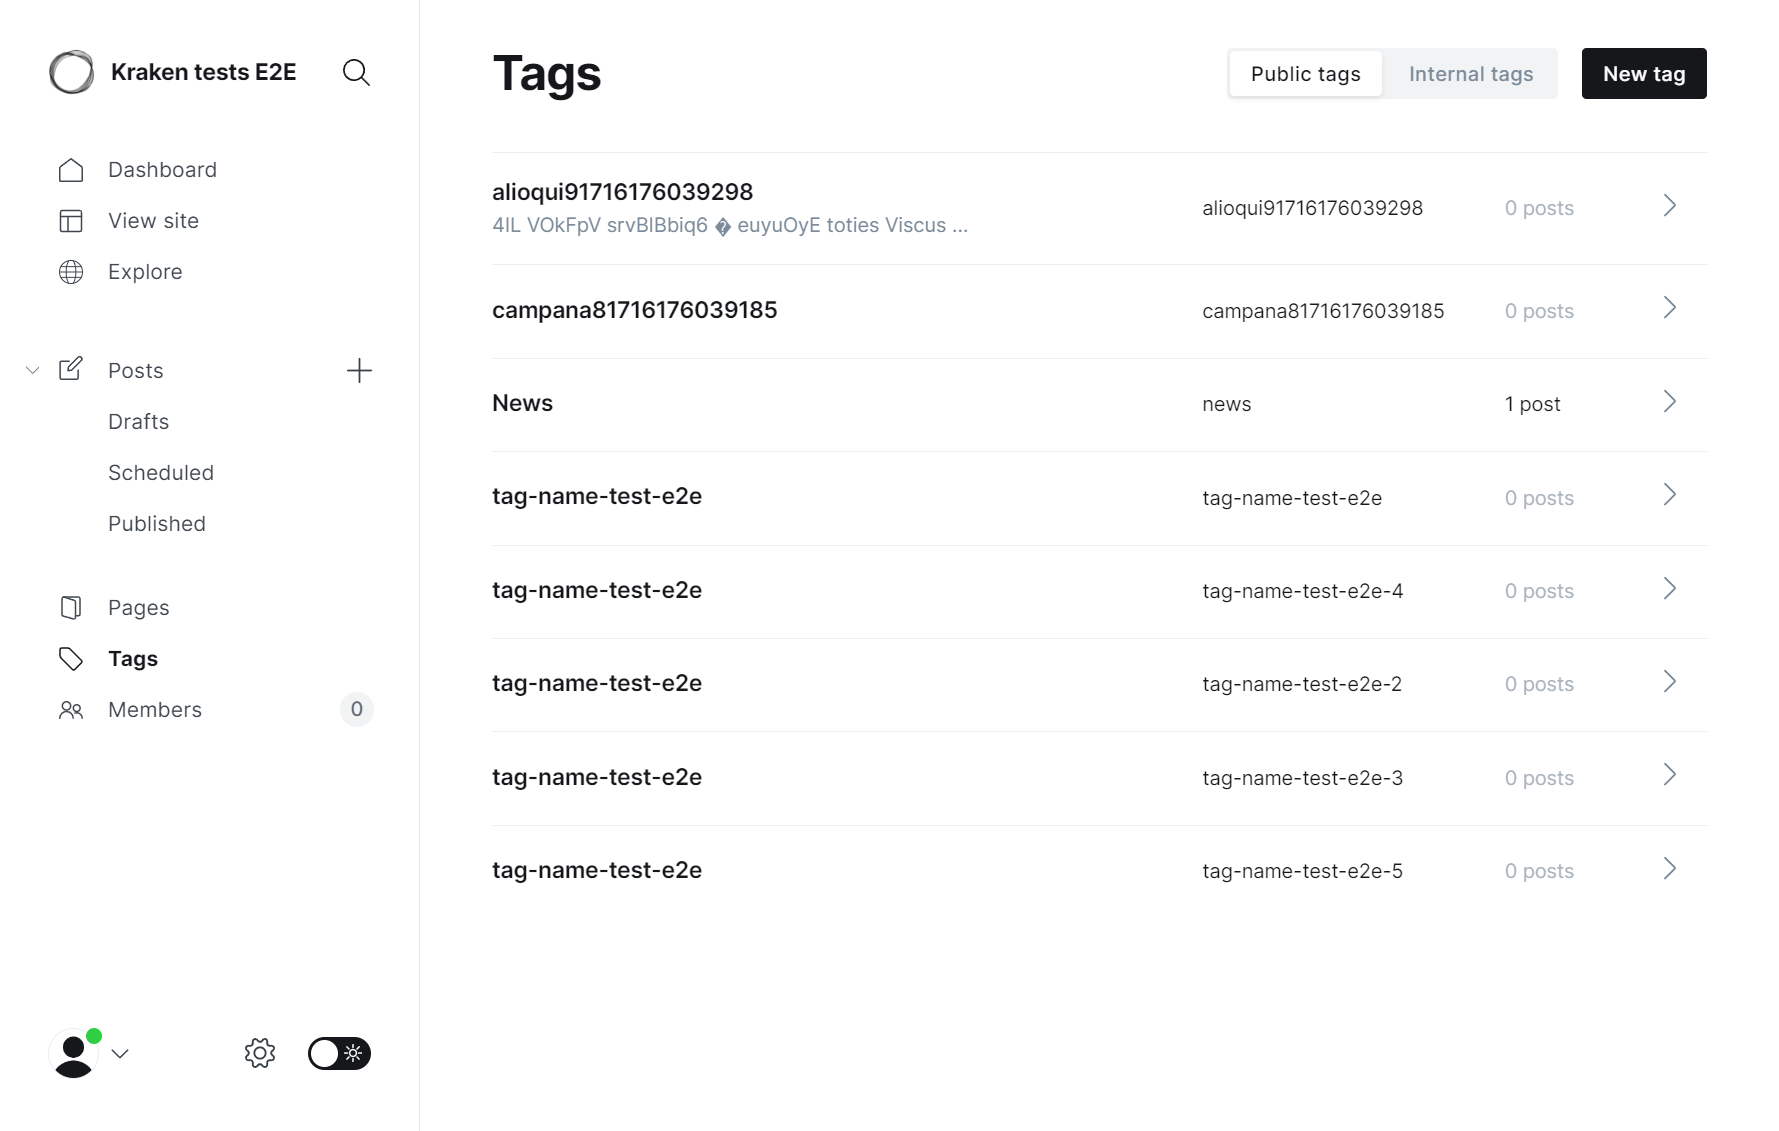 Kraken tests E2E
Dashboard
View site
Explore
Posts
Drafts
Scheduled
Published
Pages
Tags
Members 0
Tags
Public tags Internal tags New tag
alioqui91716176039298
4IL VOkFpV srvBIBbiq6 � euyuOyE toties Viscus ...
alioqui91716176039298 0 posts
campana81716176039185 campana81716176039185 0 posts
News news 1 post
tag-name-test-e2e tag-name-test-e2e 0 posts
tag-name-test-e2e tag-name-test-e2e-4 0 posts
tag-name-test-e2e tag-name-test-e2e-2 0 posts
tag-name-test-e2e tag-name-test-e2e-3 0 posts
tag-name-test-e2e tag-name-test-e2e-5 0 posts